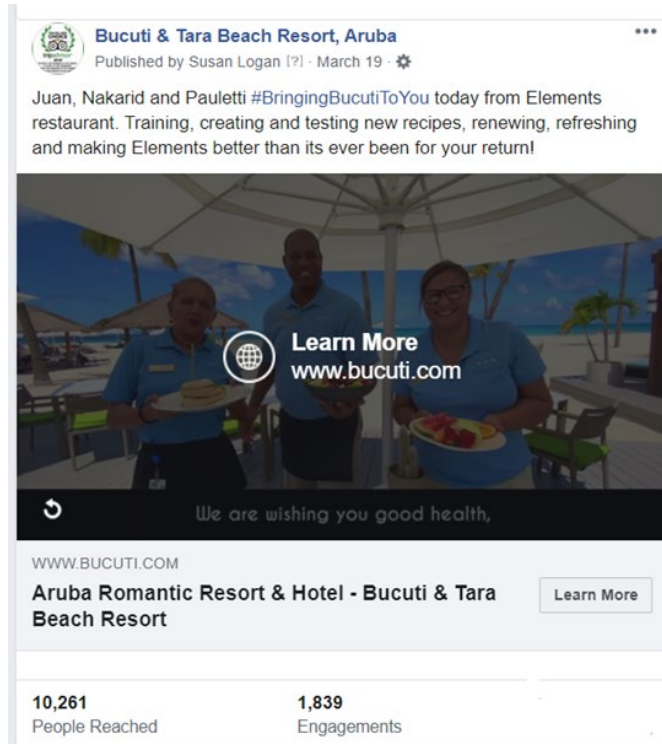 Bucuti & Tara Beach Resort, Aruba
Published by Susan Logan [?] · March 19 ·
Juan, Nakarid and Pauletti #BringingBucutiToYou today from Elements
restaurant. Training, creating and testing new recipes, renewing, refreshing
and making Elements better than its ever been for your return!
Learn More
www.bucuti.com
We are wishing you good health,
WWW.BUCUTI.COM
Aruba Romantic Resort & Hotel - Bucuti & Tara
Beach Resort
Learn More
10,261
People Reached
1,839
Engagements